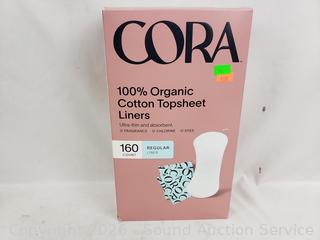 CORA
100% Organic
Cotton Topsheet
Liners
Ultra-thin and absorbent.
0 FRAGRANCE 0 CHLORINE 0 DYES
160
COUNT
REGULAR
LINER
Copyright 2026 - Sound Auction Service